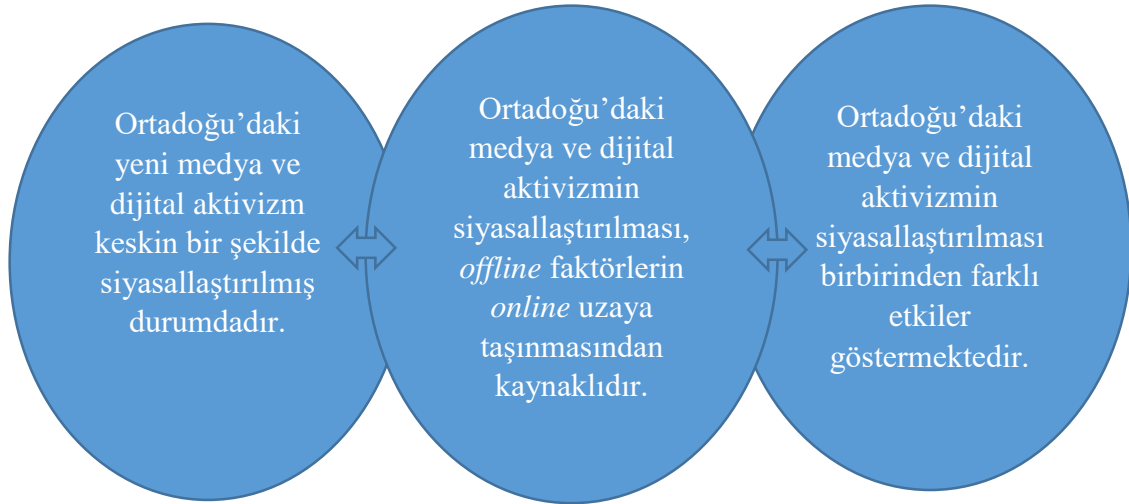 Ortadoğu’daki
yeni medya ve
dijital aktivizm
keskin bir şekilde
siyasallaştırılmış
durumdadır.
Ortadoğu’daki
medya ve dijital
aktivizmin
siyasallaştırılması,
offline faktörlerin
online uzaya
taşınmasından
kaynaklıdır.
Ortadoğu’daki
medya ve dijital
aktivizmin
siyasallaştırılması
birbirinden farklı
etkiler
göstermektedir.